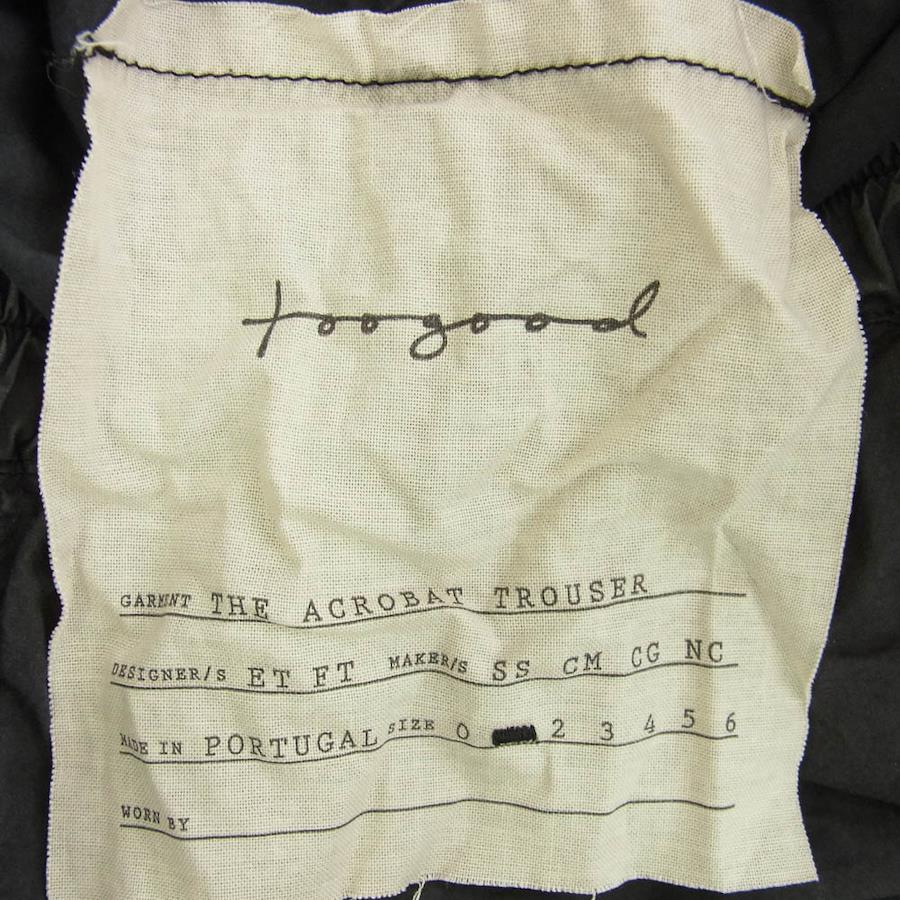 toogood
GARMENT THE ACROBAT TROUSER
DESIGNER/S ET FT MAKER/S SS CM CG NC
MADE IN PORTUGAL SIZE 0 2 3 4 5 6
WORN BY